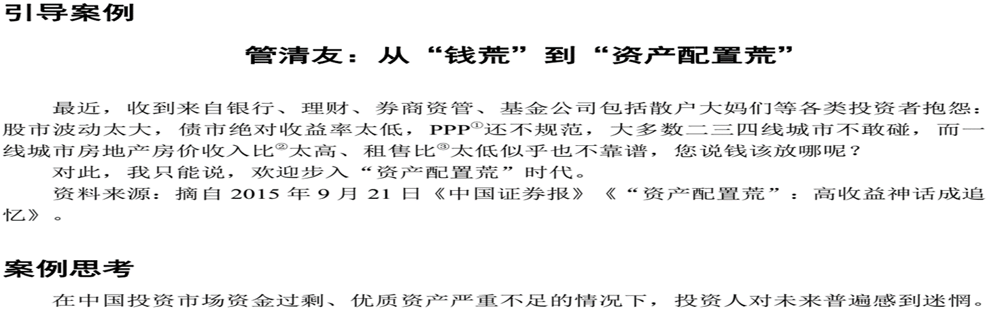 引导案例
管清友：从“钱荒”到“资产配置荒”
最近，收到来自银行、理财、券商资管、基金公司包括散户大妈们等各类投资者抱怨：
股市波动太大，债市绝对收益率太低，PPP①还不规范，大多数二三四线城市不敢碰，而一
线城市房地产房价收入比②太高、租售比③太低似乎也不靠谱，您说钱该放哪呢？
对此，我只能说，欢迎步入“资产配置荒”时代。
资料来源：摘自 2015 年 9 月 21 日《中国证券报》《“资产配置荒”：高收益神话成追
忆》。
案例思考
在中国投资市场资金过剩、优质资产严重不足的情况下，投资人对未来普遍感到迷惘。